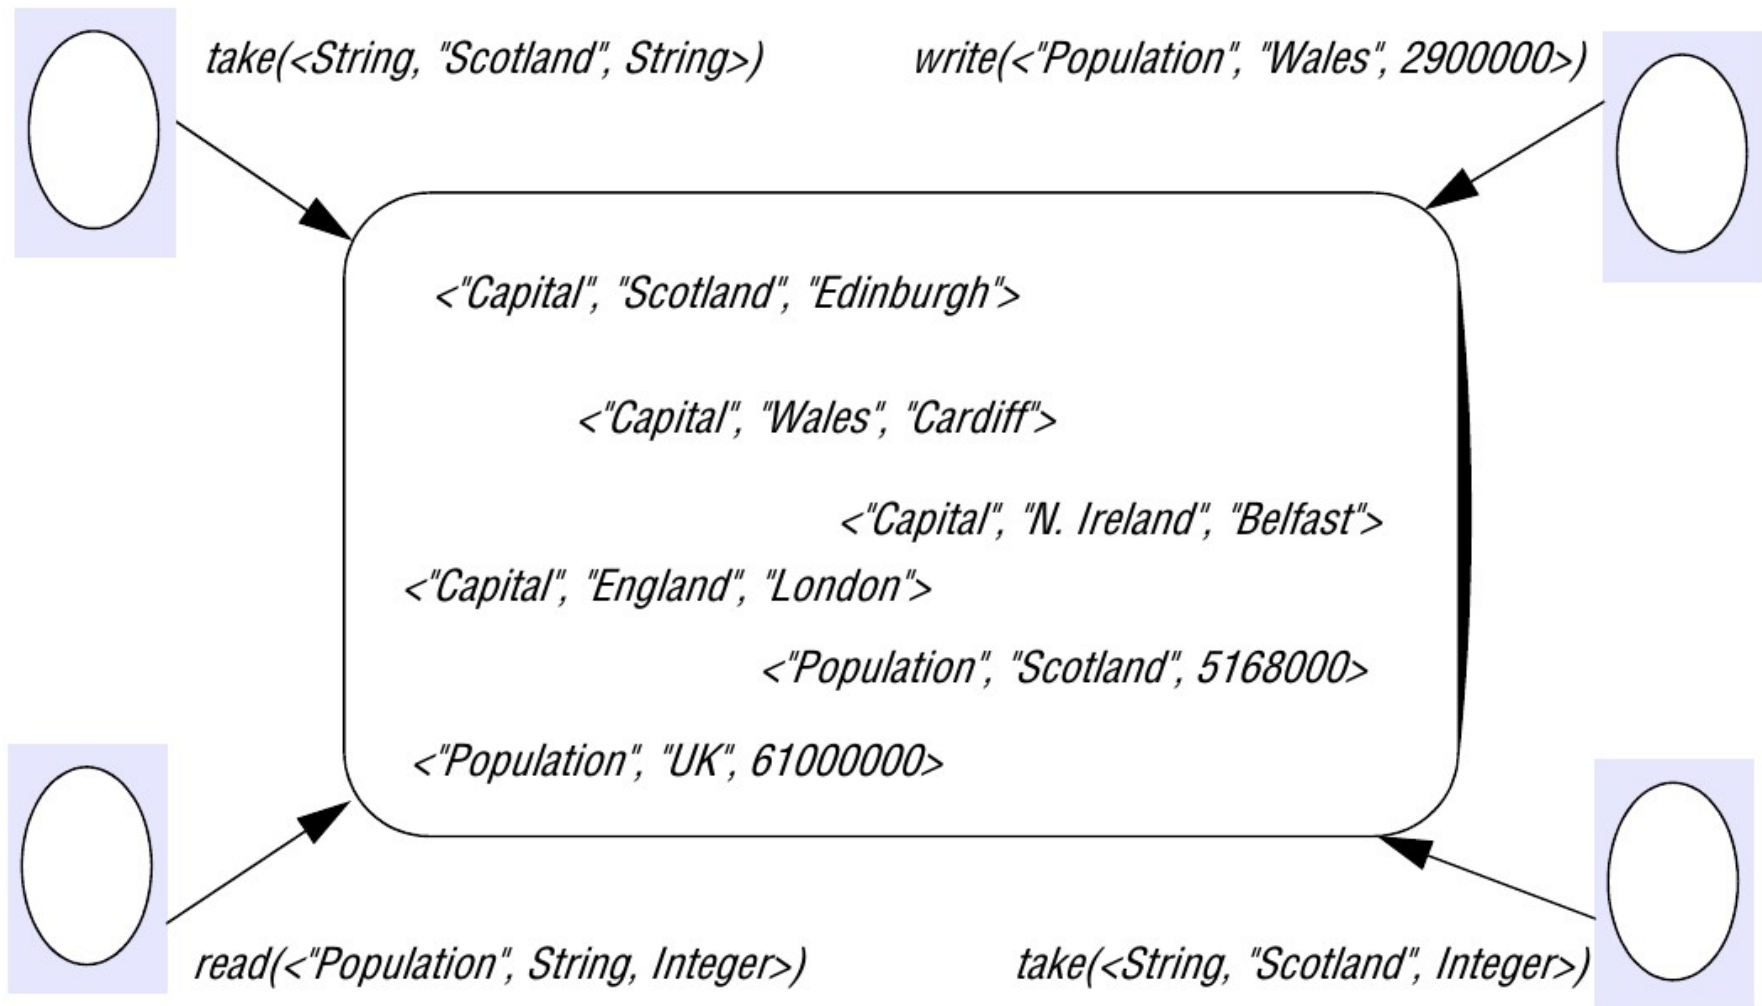 take(<String, "Scotland", String>)
write(<"Population", "Wales", 2900000>)
<"Capital", "Scotland", "Edinburgh">
<"Capital", "Wales", "Cardiff">
<"Capital", "N. Ireland", "Belfast">
<"Capital", "England", "London">
<"Population", "Scotland", 5168000>
<"Population", "UK", 61000000>
read(<"Population", String, Integer>)
take(<String, "Scotland", Integer>)